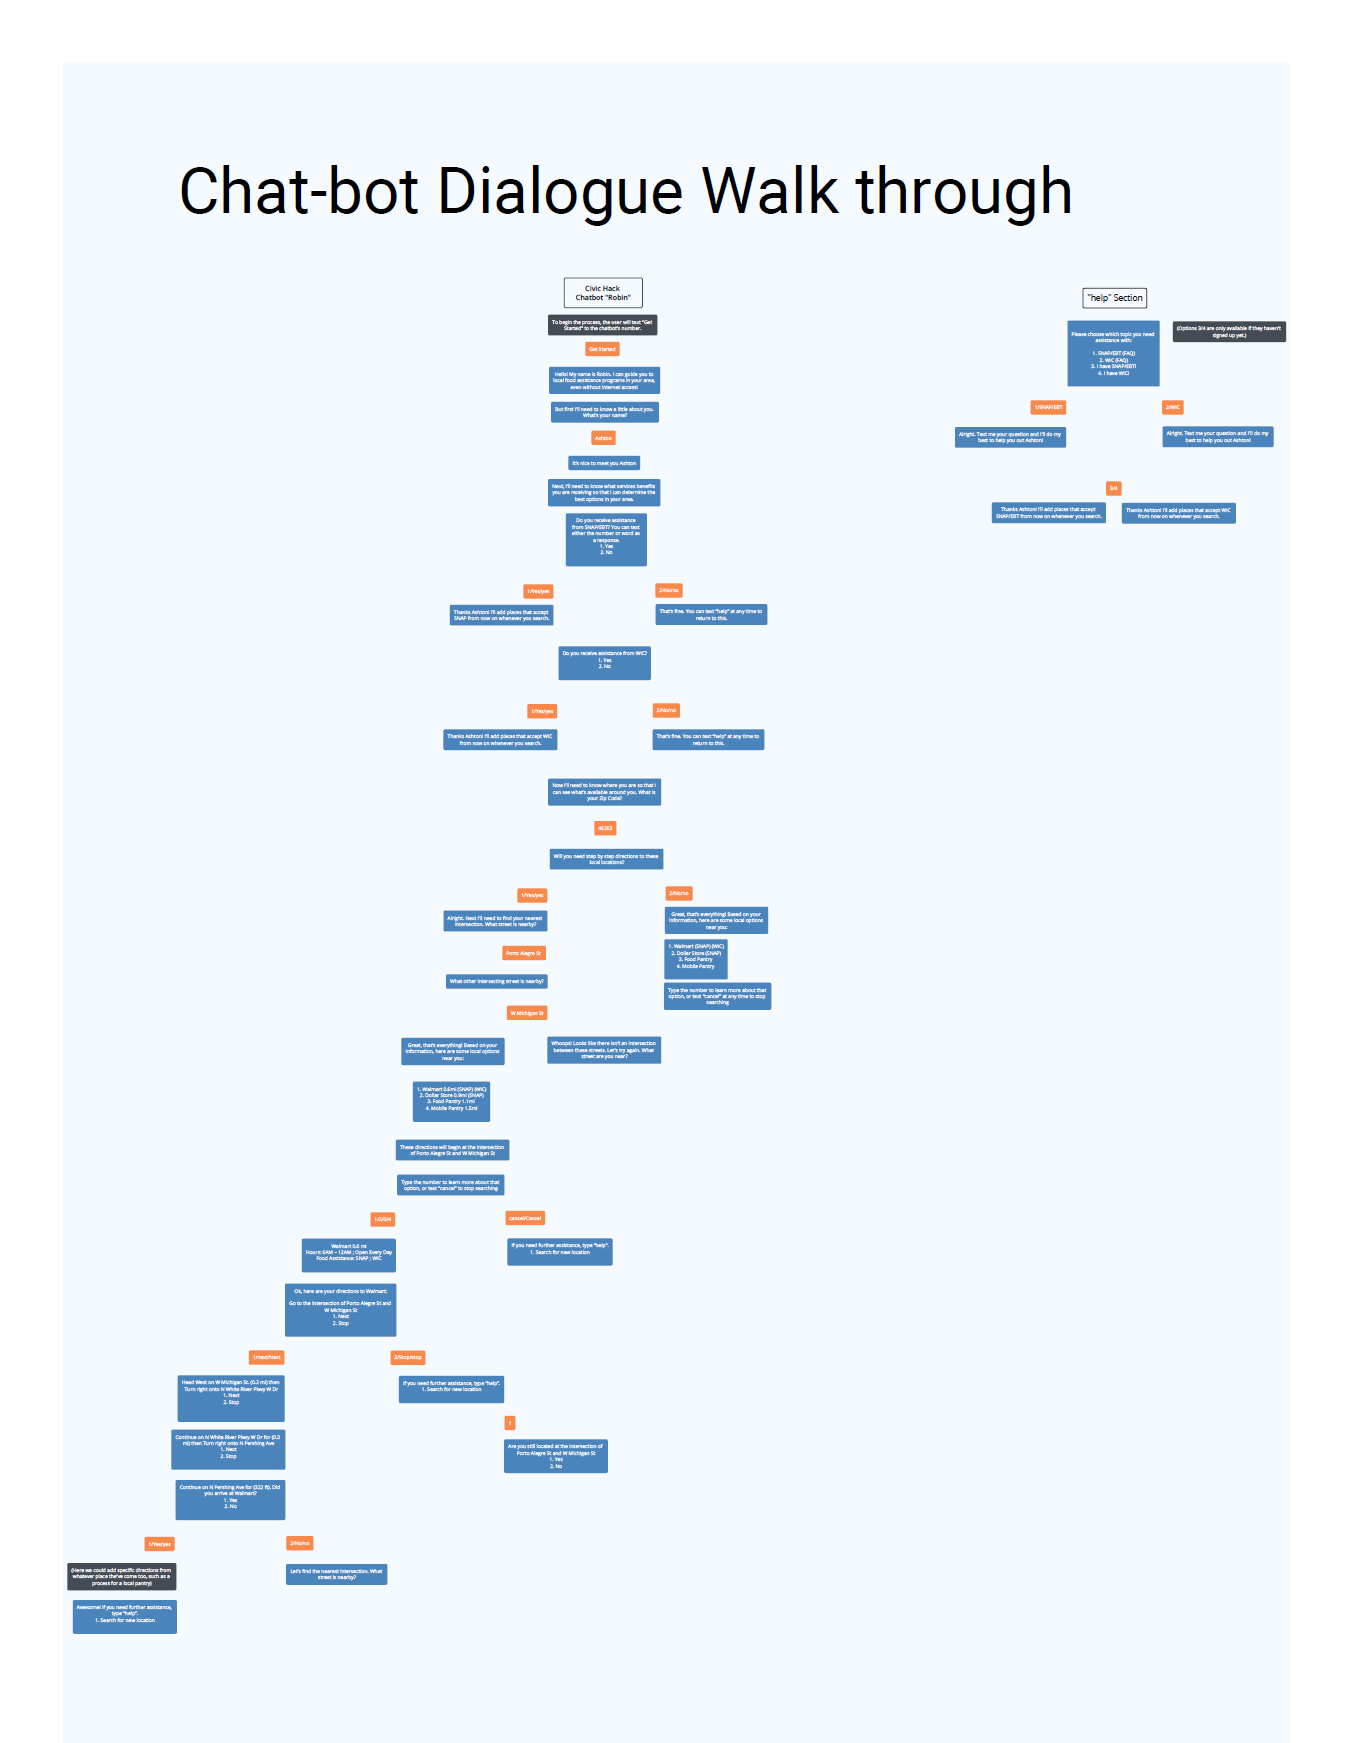 Chat-bot Dialogue Walk through
Civic Hack
Chatbot "Robin"
To begin the process, the user will text "Get
Started" to the chatbot's number.
Get Started
Hello! My name is Robin. I can guide you to
local food assistance programs in your area,
even without internet access!
But first I'll need to know a little about you.
What's your name?
Ashton
It's nice to meet you Ashton
Next, I'll need to know what services benefits
you are receiving so that I can determine the
best options in your area.
Do you receive assistance
from SNAP/EBT? You can text
either the number or word as
a response.
1. Yes
2. No
1/Yes/yes
Thanks Ashton! I'll add places that accept
SNAP from now on whenever you search.
2/No/no
That's fine. You can text "help" at any time to
return to this.
Do you receive assistance from WIC?
1. Yes
2. No
1/Yes/yes
Thanks Ashton! I'll add places that accept WIC
from now on whenever you search.
2/No/no
That's fine. You can text "help" at any time to
return to this.
Now I'll need to know where you are so that I
can see what's available around you. What is
your Zip Code?
46202
Will you need step by step directions to these
local locations?
1/Yes/yes
Alright. Next I'll need to find your nearest
intersection. What street is nearby?
Porto Alegre St
What other intersecting street is nearby?
W Michigan St
2/No/no
Great, that's everything! Based on your
information, here are some local options
near you:
1. Walmart (SNAP) (WIC)
2. Dollar Store (SNAP)
3. Food Pantry
4. Mobile Pantry
Type the number to learn more about that
option, or text "cancel" at any time to stop
searching
Great, that's everything! Based on your
information, here are some local options
near you:
Whoops! Looks like there isn't an intersection
between these streets. Let's try again. What
street are you near?
1. Walmart 0.6mi (SNAP) (WIC)
2. Dollar Store 0.9mi (SNAP)
3. Food Pantry 1.1mi
4. Mobile Pantry 1.5mi
These directions will begin at the intersection
of Porto Alegre St and W Michigan St
Type the number to learn more about that
option, or text "cancel" to stop searching
1/2/3/4
Walmart 0.6 mi
Hours: 6AM – 12AM ; Open Every Day
Food Assistance: SNAP ; WIC
cancel/Cancel
If you need further assistance, type "help".
1. Search for new location
Ok, here are your directions to Walmart:
Go to the intersection of Porto Alegre St and
W Michigan St
1. Next
2. Stop
1/next/Next
Head West on W Michigan St. (0.2 mi) then
Turn right onto N White River Pkwy W Dr
1. Next
2. Stop
2/Stop/stop
If you need further assistance, type "help".
1. Search for new location
1
Are you still located at the intersection of
Porto Alegre St and W Michigan St
1. Yes
2. No
Continue on N White River Pkwy W Dr for (0.3
mi) then Turn right onto N Pershing Ave
1. Next
2. Stop
Continue on N Pershing Ave for (322 ft). Did
you arrive at Walmart?
1. Yes
2. No
1/Yes/yes
(Here we could add specific directions from
whatever place the've come too, such as a
process for a local pantry)
Awesome! If you need further assistance,
type "help".
1. Search for new location
2/No/no
Let's find the nearest intersection. What
street is nearby?
"help" Section
Please choose which topic you need
assistance with:
1. SNAP/EBT (FAQ)
2. WIC (FAQ)
3. I have SNAP/EBT!
4. I have WIC!
(Options 3/4 are only available if they haven't
signed up yet.)
1/SNAP/EBT
Alright. Text me your question and I'll do my
best to help you out Ashton!
2/WIC
Alright. Text me your question and I'll do my
best to help you out Ashton!
3/4
Thanks Ashton! I'll add places that accept
SNAP/EBT from now on whenever you search.
Thanks Ashton! I'll add places that accept WIC
from now on whenever you search.